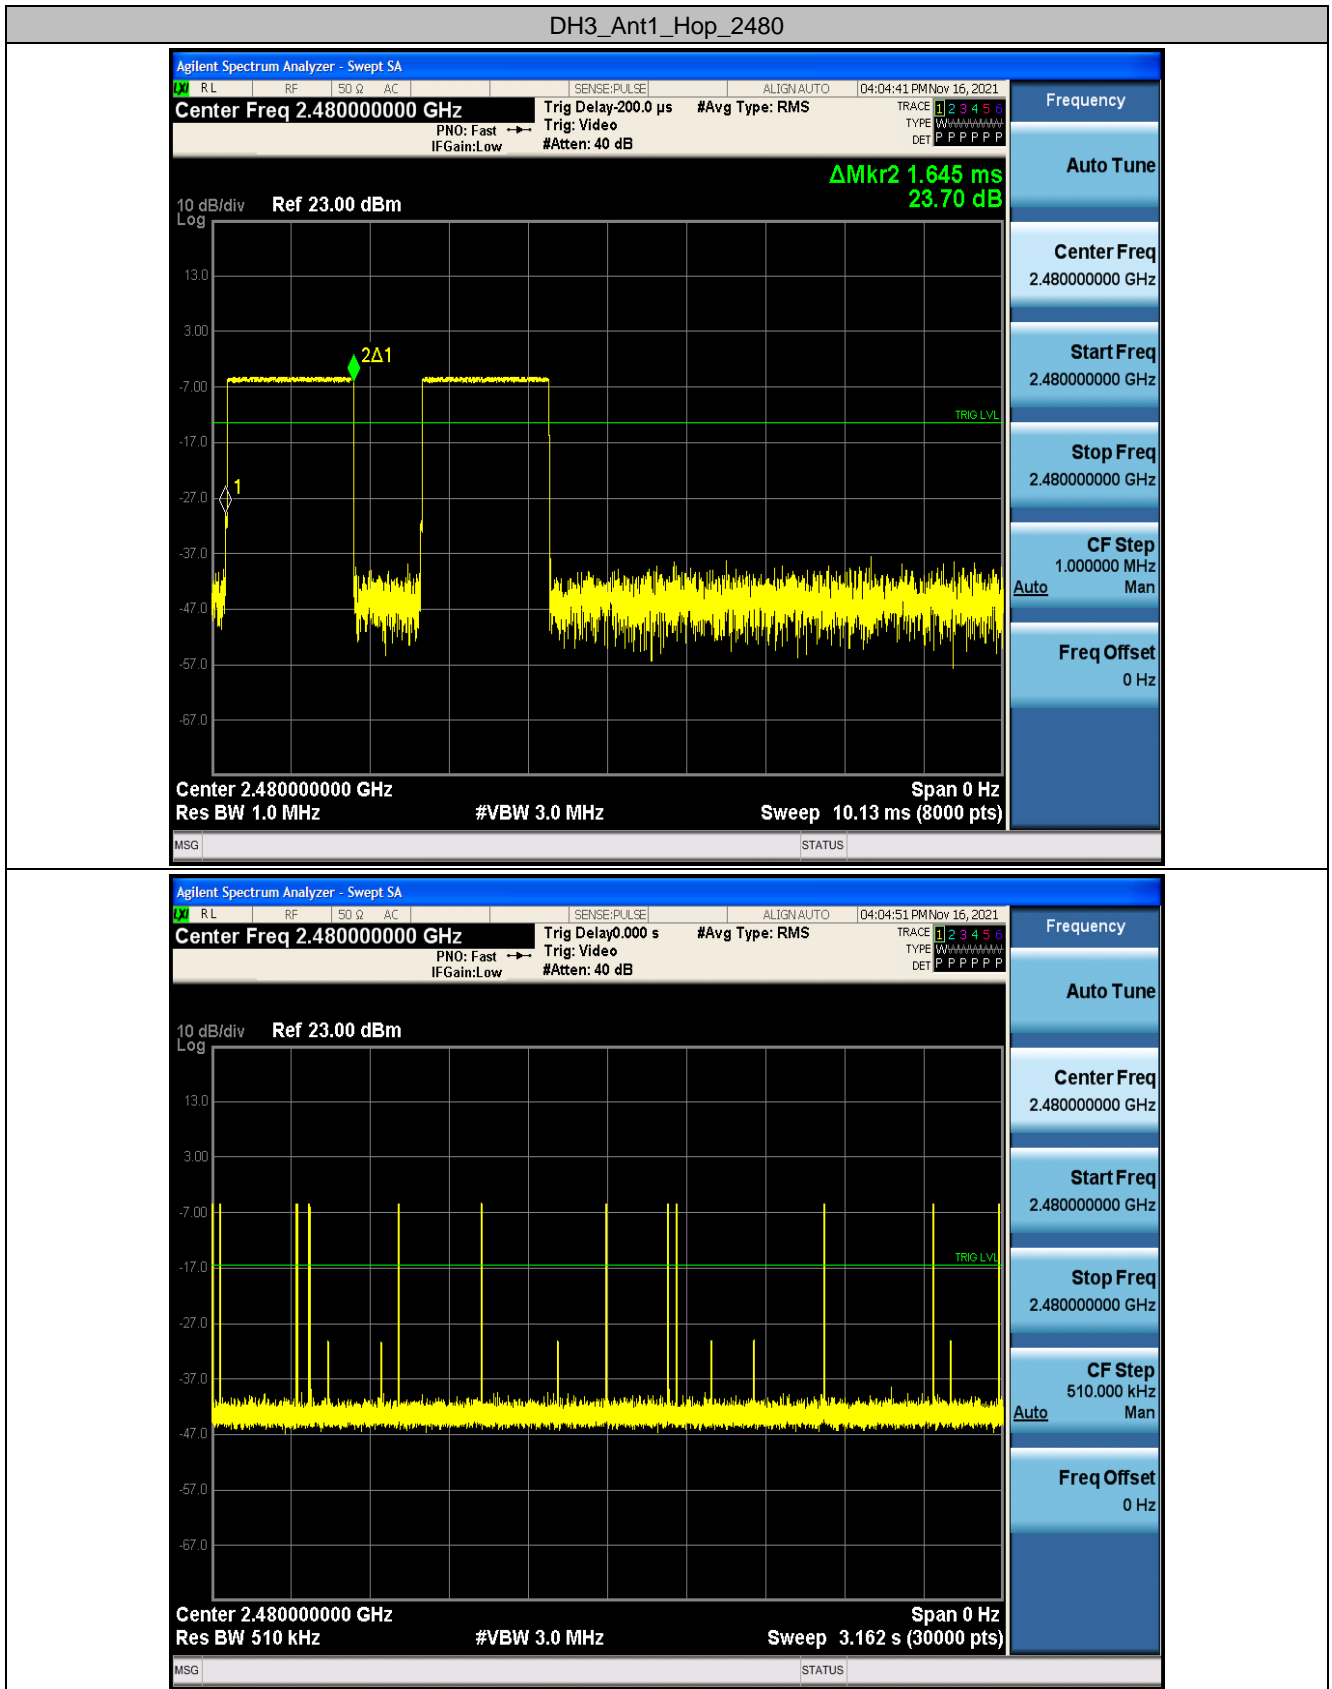 DH3_Ant1_Hop_2480
Agilent Spectrum Analyzer - Swept SA
LXI RL RF 50 Ω AC SENSE:PULSE ALIGN AUTO 04:04:41 PM Nov 16, 2021
Center Freq 2.480000000 GHz
PNO: Fast
IFGain:Low
Trig Delay-200.0 µs
Trig: Video
#Atten: 40 dB
#Avg Type: RMS
TRACE 1 2 3 4 5 6
TYPE W W W W W W
DET P P P P P P
ΔMkr2 1.645 ms
23.70 dB
10 dB/div
Log
Ref 23.00 dBm
13.0
3.00
-7.00
-17.0
-27.0
-37.0
-47.0
-57.0
-67.0
2Δ1
1
TRIG LVL
Center 2.480000000 GHz
Span 0 Hz
Res BW 1.0 MHz
#VBW 3.0 MHz
Sweep 10.13 ms (8000 pts)
MSG
STATUS
Frequency
Auto Tune
Center Freq
2.480000000 GHz
Start Freq
2.480000000 GHz
Stop Freq
2.480000000 GHz
CF Step
1.000000 MHz
Auto Man
Freq Offset
0 Hz
Agilent Spectrum Analyzer - Swept SA
LXI RL RF 50 Ω AC SENSE:PULSE ALIGN AUTO 04:04:51 PM Nov 16, 2021
Center Freq 2.480000000 GHz
PNO: Fast
IFGain:Low
Trig Delay0.000 s
Trig: Video
#Atten: 40 dB
#Avg Type: RMS
TRACE 1 2 3 4 5 6
TYPE W W W W W W
DET P P P P P P
10 dB/div
Log
Ref 23.00 dBm
13.0
3.00
-7.00
-17.0
-27.0
-37.0
-47.0
-57.0
-67.0
TRIG LVL
Center 2.480000000 GHz
Span 0 Hz
Res BW 510 kHz
#VBW 3.0 MHz
Sweep 3.162 s (30000 pts)
MSG
STATUS
Frequency
Auto Tune
Center Freq
2.480000000 GHz
Start Freq
2.480000000 GHz
Stop Freq
2.480000000 GHz
CF Step
510.000 kHz
Auto Man
Freq Offset
0 Hz